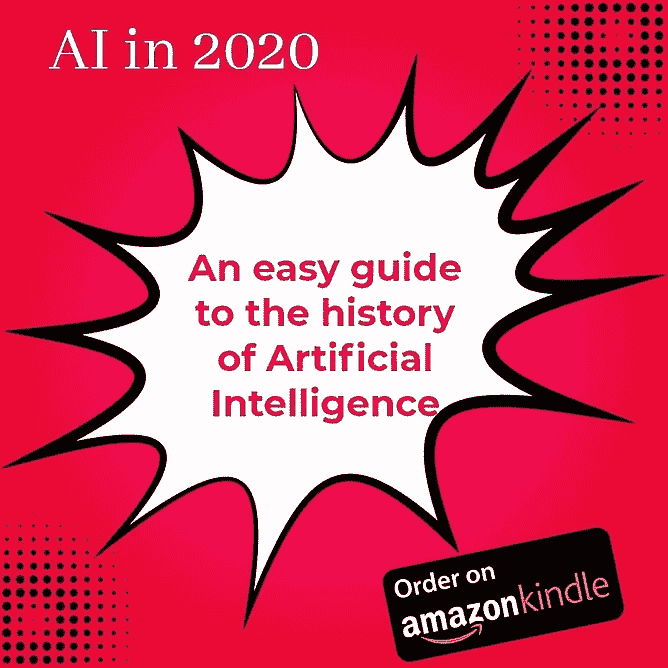 AI in 2020
An easy guide
to the history
of Artificial
Intelligence
Order on
amazonkindle